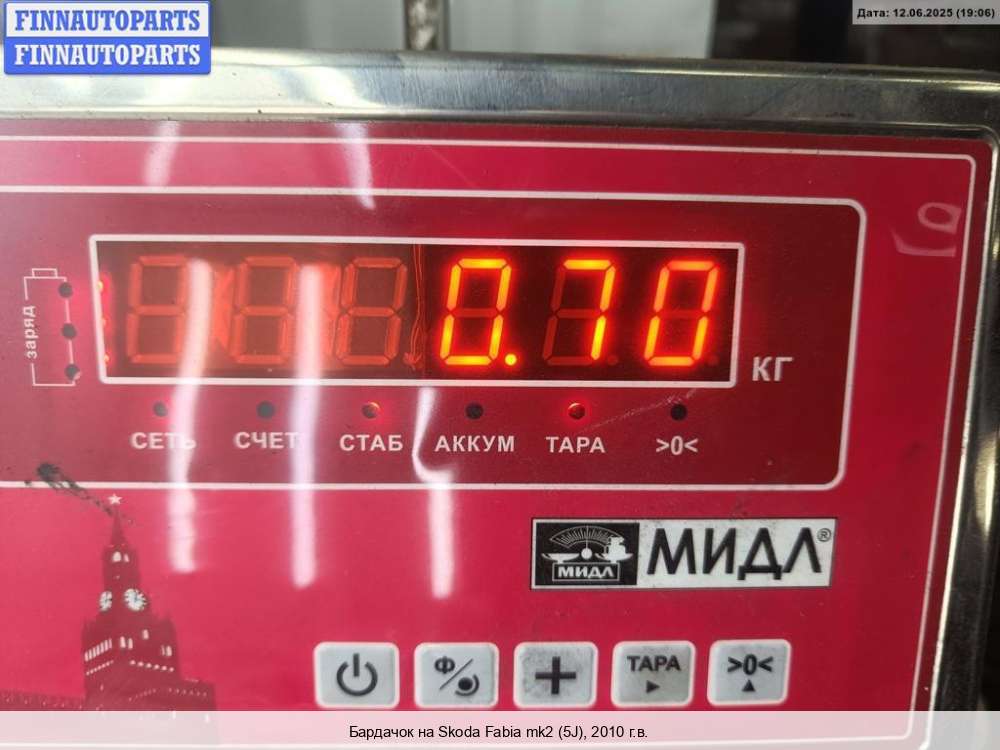 FINNAUTOPARTS
FINNAUTOPARTS
Дата: 12.06.2025 (19:06)
0.70
КГ
заряд
СЕТЬ СЧЕТ СТАБ АККУМ ТАРА >0<
МИДЛ МИДЛ®
Ф/ + ТАРА >0<
Бардачок на Skoda Fabia mk2 (5J), 2010 г.в.